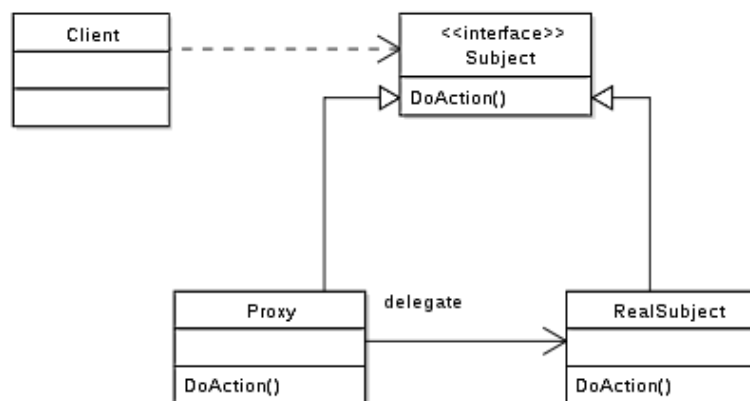 Client
<<interface>>
Subject
DoAction()
Proxy
delegate
RealSubject
DoAction()
DoAction()